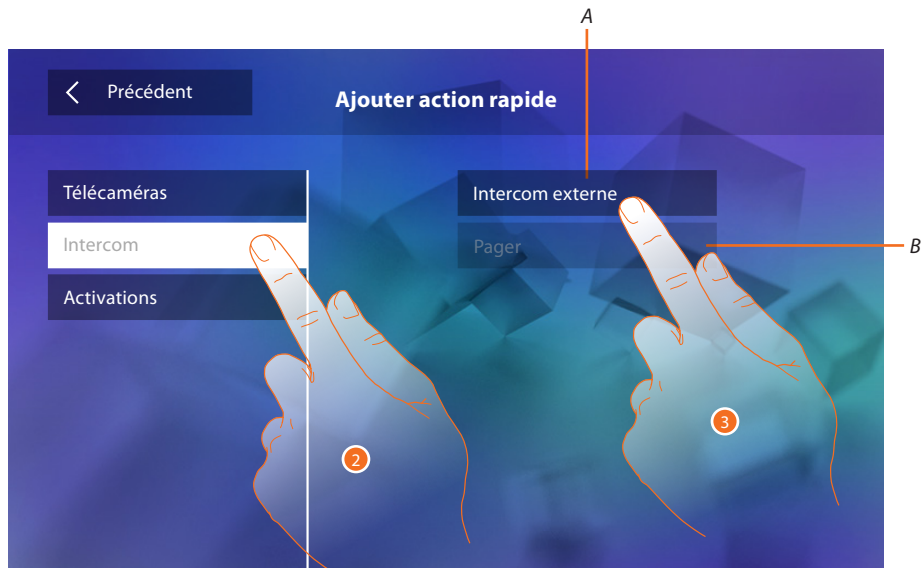 A
Précédent
Ajouter action rapide
Télécaméras
Intercom externe
Intercom
Pager
B
Activations
3
2